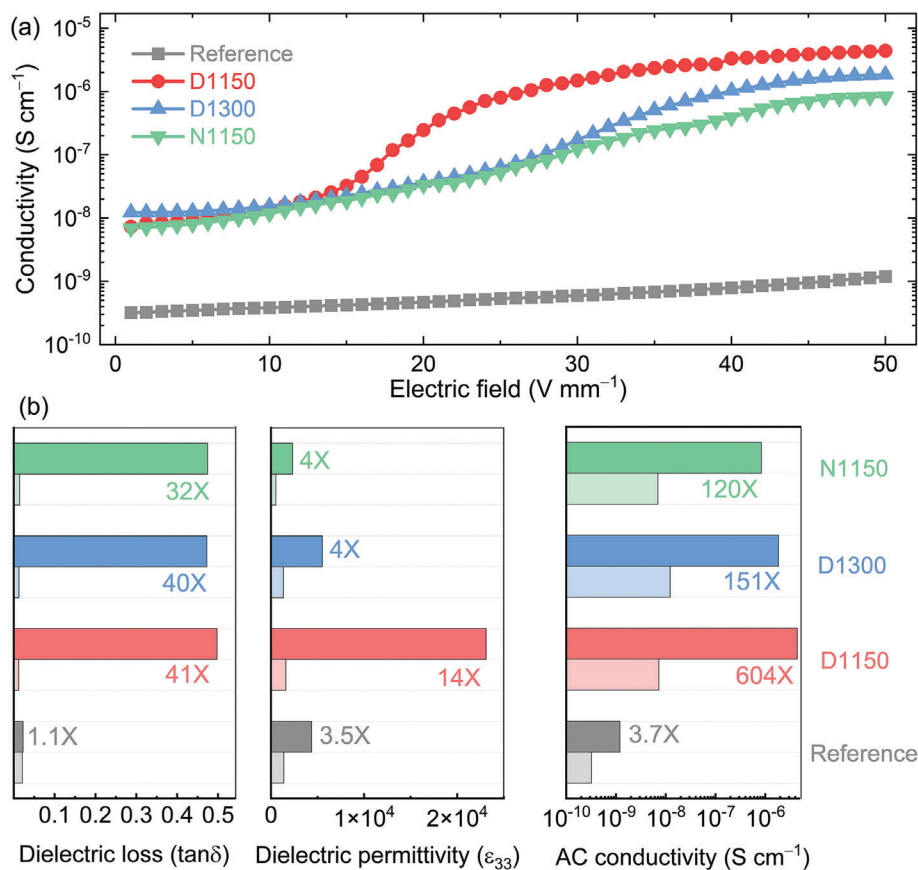 (a)
Conductivity (S cm⁻¹)
10⁻⁵
10⁻⁶
10⁻⁷
10⁻⁸
10⁻⁹
10⁻¹⁰
Reference
D1150
D1300
N1150
0 10 20 30 40 50
Electric field (V mm⁻¹)
(b)
32X
4X
120X
N1150
40X
4X
151X
D1300
41X
14X
604X
D1150
1.1X
3.5X
3.7X
Reference
0.1 0.2 0.3 0.4 0.5
0 1×10⁴ 2×10⁴
10⁻¹⁰ 10⁻⁹ 10⁻⁸ 10⁻⁷ 10⁻⁶
Dielectric loss (tanδ)
Dielectric permittivity (ε₃₃)
AC conductivity (S cm⁻¹)